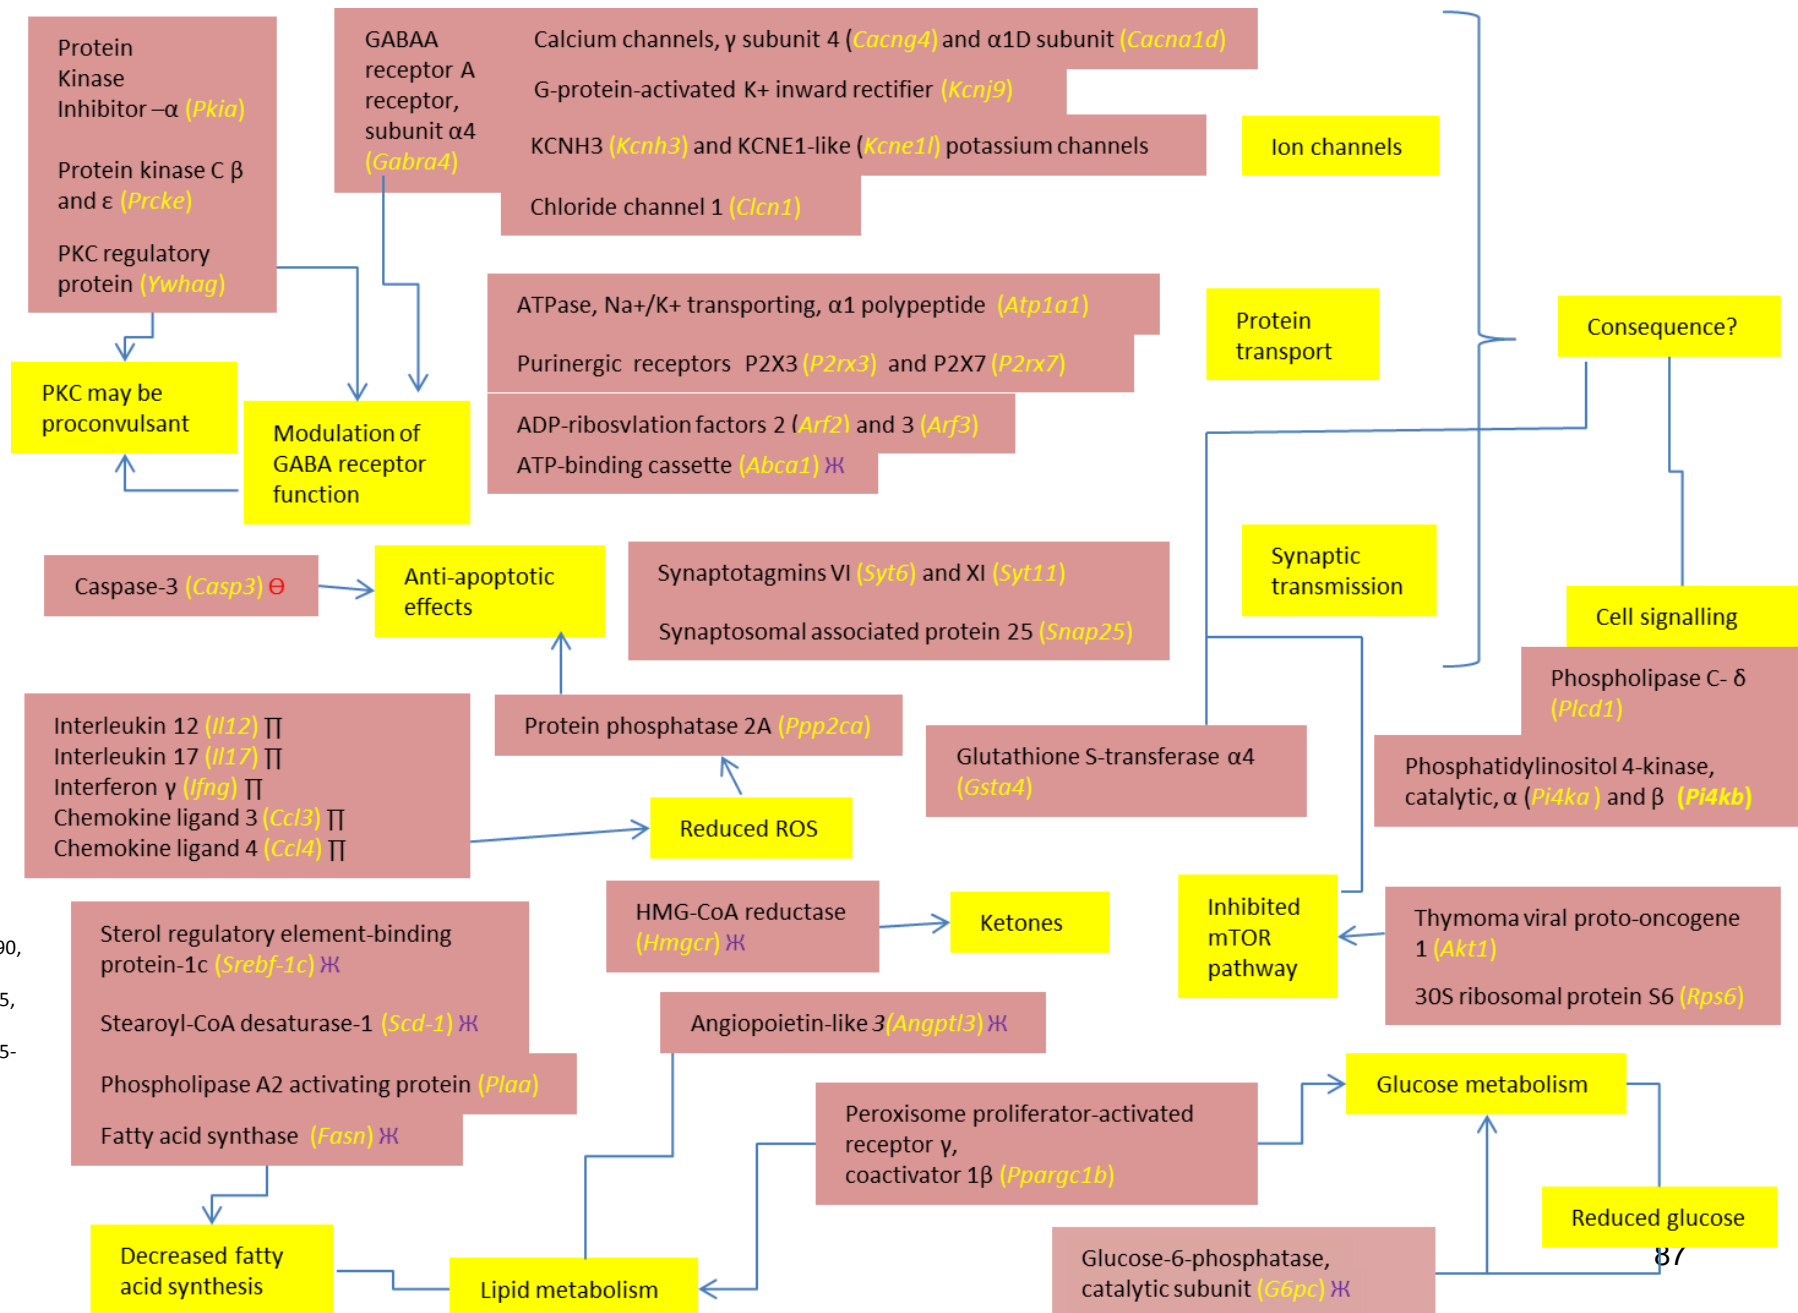 Protein
Kinase
Inhibitor –α (Pkia)
Protein kinase C β
and ε (Prcke)
PKC regulatory
protein (Ywhag)
GABAA
receptor A
receptor,
subunit α4
(Gabra4)
Calcium channels, γ subunit 4 (Cacng4) and α1D subunit (Cacna1d)
G-protein-activated K+ inward rectifier (Kcnj9)
KCNH3 (Kcnh3) and KCNE1-like (Kcne1l) potassium channels
Chloride channel 1 (Clcn1)
Ion channels
ATPase, Na+/K+ transporting, α1 polypeptide (Atp1a1)
Purinergic receptors P2X3 (P2rx3) and P2X7 (P2rx7)
ADP-ribosylation factors 2 (Arf2) and 3 (Arf3)
ATP-binding cassette (Abca1) Ж
Protein
transport
Consequence?
PKC may be
proconvulsant
Modulation of
GABA receptor
function
Caspase-3 (Casp3) Ө
Anti-apoptotic
effects
Synaptotagmins VI (Syt6) and XI (Syt11)
Synaptosomal associated protein 25 (Snap25)
Synaptic
transmission
Cell signalling
Phospholipase C- δ
(Plcd1)
Phosphatidylinositol 4-kinase,
catalytic, α (Pi4ka ) and β (Pi4kb)
Interleukin 12 (Il12) ∏
Interleukin 17 (Il17) ∏
Interferon γ (Ifng) ∏
Chemokine ligand 3 (Ccl3) ∏
Chemokine ligand 4 (Ccl4) ∏
Protein phosphatase 2A (Ppp2ca)
Reduced ROS
Glutathione S-transferase α4
(Gsta4)
HMG-CoA reductase
(Hmgcr) Ж
Ketones
Inhibited
mTOR
pathway
Thymoma viral proto-oncogene
1 (Akt1)
30S ribosomal protein S6 (Rps6)
90,
5,
5-
Sterol regulatory element-binding
protein-1c (Srebf-1c) Ж
Stearoyl-CoA desaturase-1 (Scd-1) Ж
Phospholipase A2 activating protein (Plaa)
Fatty acid synthase (Fasn) Ж
Angiopoietin-like 3(Angptl3) Ж
Peroxisome proliferator-activated
receptor γ,
coactivator 1β (Ppargc1b)
Glucose metabolism
Reduced glucose
Decreased fatty
acid synthesis
Lipid metabolism
Glucose-6-phosphatase,
catalytic subunit (G6pc) Ж
87